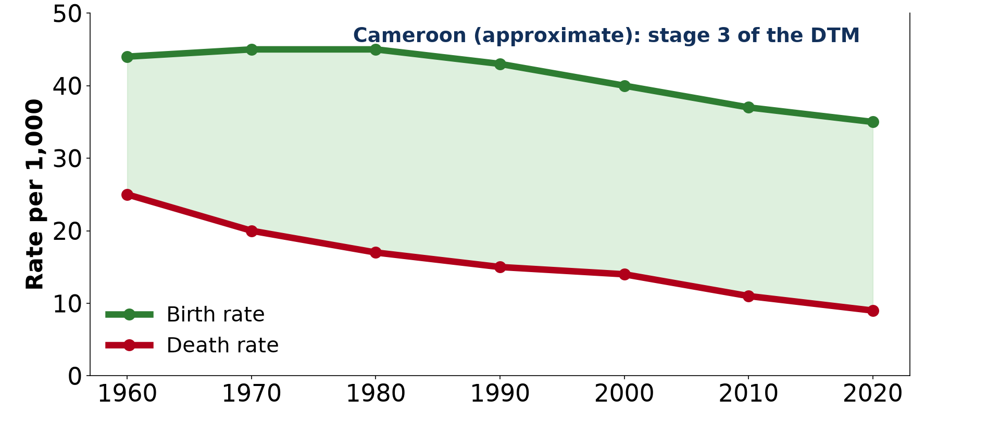 Cameroon (approximate): stage 3 of the DTM
Rate per 1,000
50
40
30
20
10
0
Birth rate
Death rate
1960 1970 1980 1990 2000 2010 2020